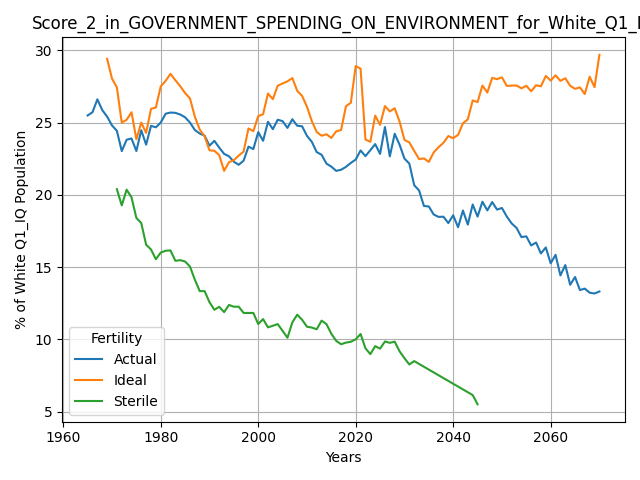 Score_2_in_GOVERNMENT_SPENDING_ON_ENVIRONMENT_for_White_Q1_I
% of White Q1_IQ Population
30
25
20
15
10
5
Fertility
Actual
Ideal
Sterile
1960 1980 2000 2020 2040 2060
Years